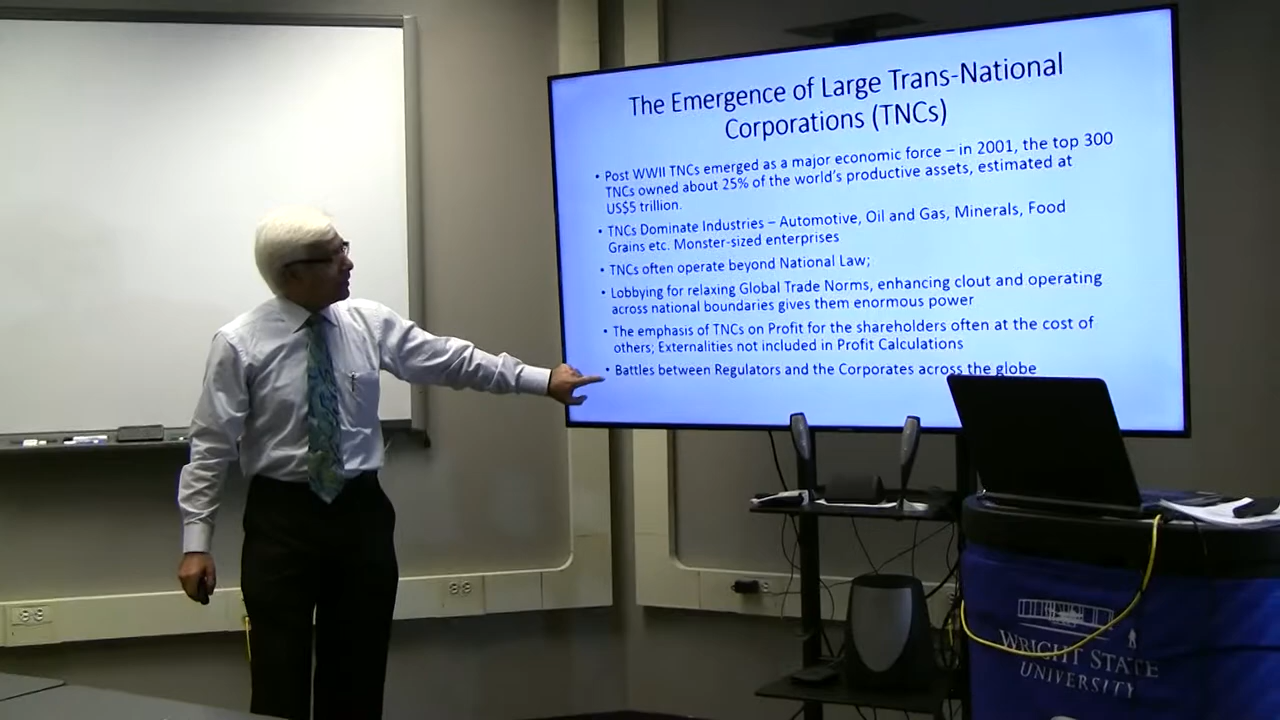 The Emergence of Large Trans-National
Corporations (TNCs)
• Post WWII TNCs emerged as a major economic force – in 2001, the top 300
TNCs owned about 25% of the world's productive assets, estimated at
US$5 trillion.
• TNCs Dominate Industries – Automotive, Oil and Gas, Minerals, Food
Grains etc. Monster-sized enterprises
• TNCs often operate beyond National Law;
• Lobbying for relaxing Global Trade Norms, enhancing clout and operating
across national boundaries gives them enormous power
• The emphasis of TNCs on Profit for the shareholders often at the cost of
others; Externalities not included in Profit Calculations
• Battles between Regulators and the Corporates across the globe
WRIGHT STATE
UNIVERSITY